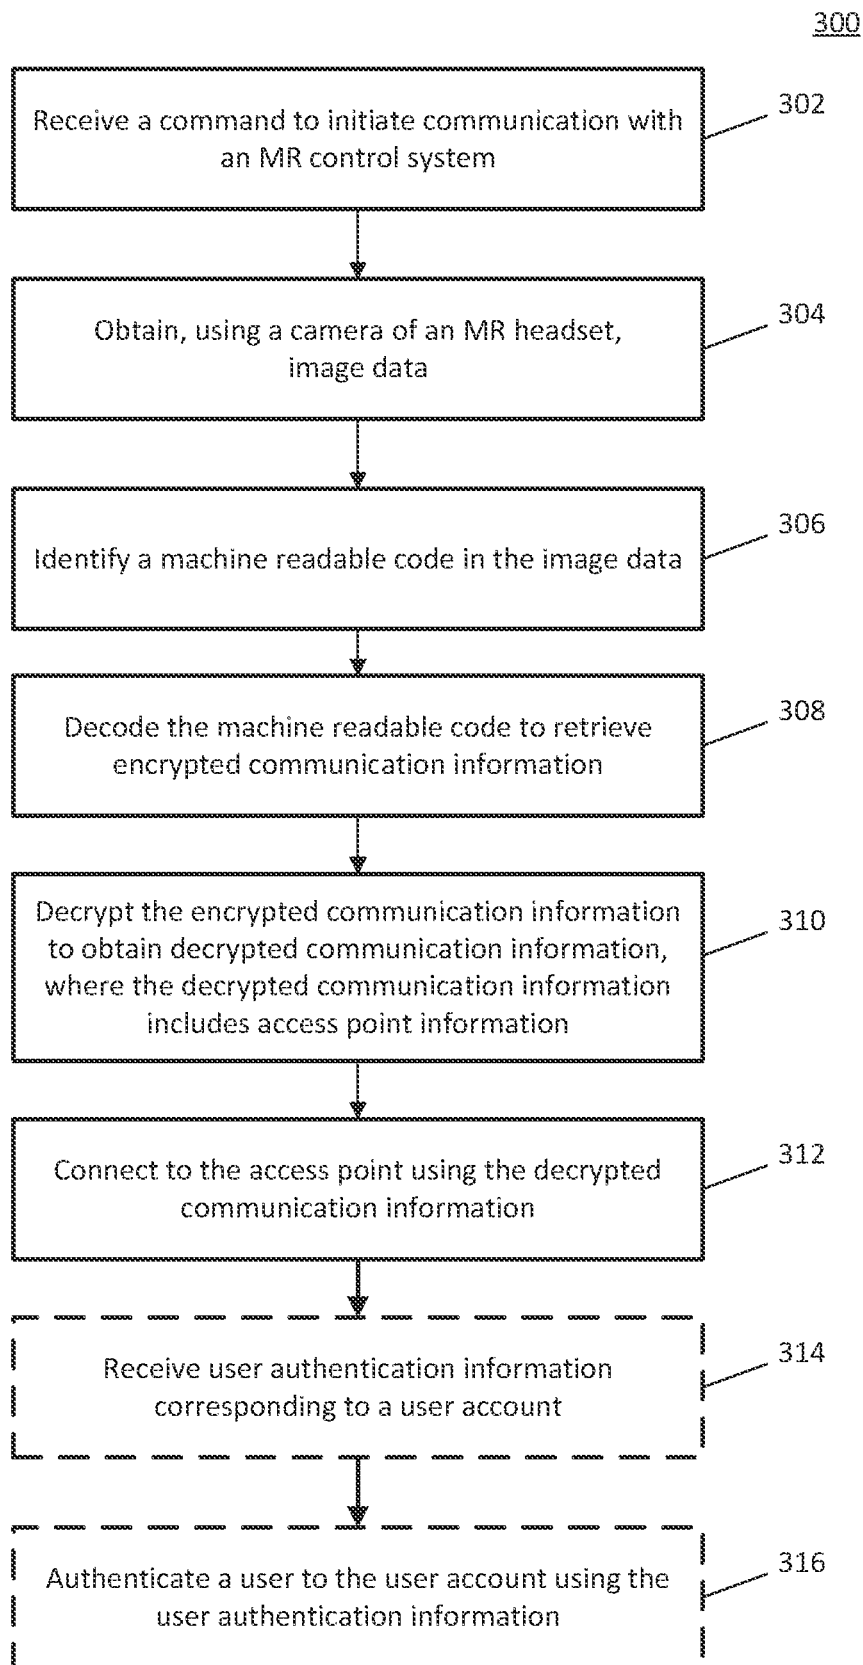 300
Receive a command to initiate communication with
an MR control system
302
Obtain, using a camera of an MR headset,
image data
304
Identify a machine readable code in the image data
306
Decode the machine readable code to retrieve
encrypted communication information
308
Decrypt the encrypted communication information
to obtain decrypted communication information,
where the decrypted communication information
includes access point information
310
Connect to the access point using the decrypted
communication information
312
Receive user authentication information
corresponding to a user account
314
Authenticate a user to the user account using the
user authentication information
316